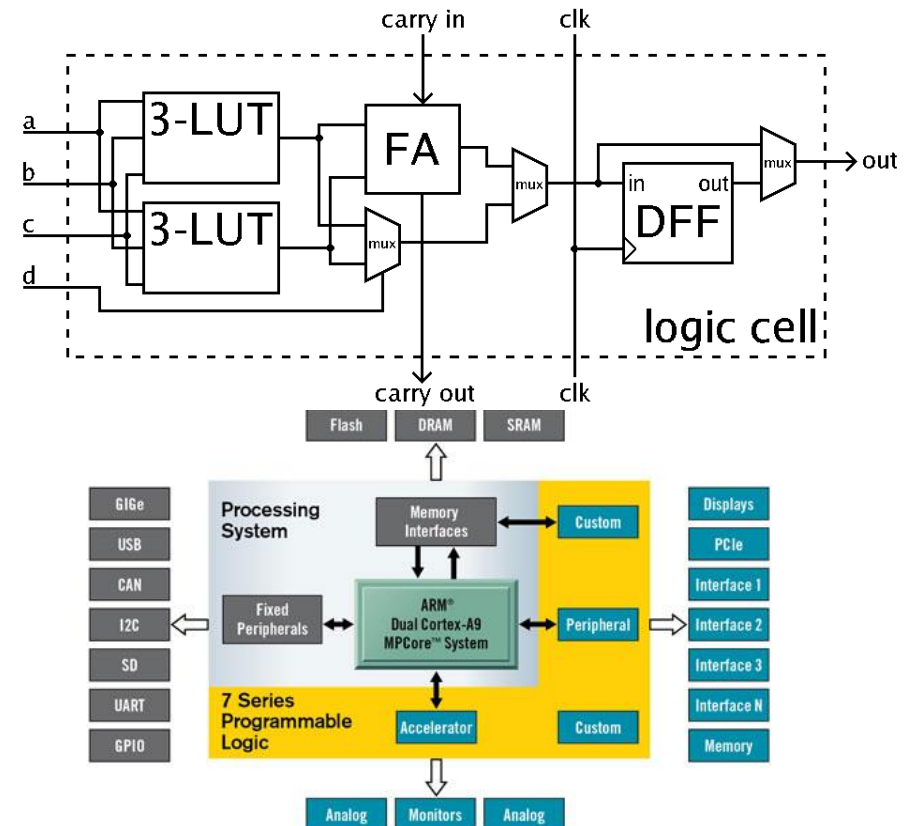 carry in
clk
a
b
c
d
3-LUT
3-LUT
FA
mux
mux
in
out
DFF
mux
out
logic cell
carry out
clk
Flash
DRAM
SRAM
GIGe
USB
CAN
I2C
SD
UART
GPIO
Processing
System
Memory
Interfaces
Custom
Fixed
Peripherals
ARM®
Dual Cortex-A9
MPCore™ System
Peripheral
7 Series
Programmable
Logic
Accelerator
Custom
Displays
PCIe
Interface 1
Interface 2
Interface 3
Interface N
Memory
Analog
Monitors
Analog